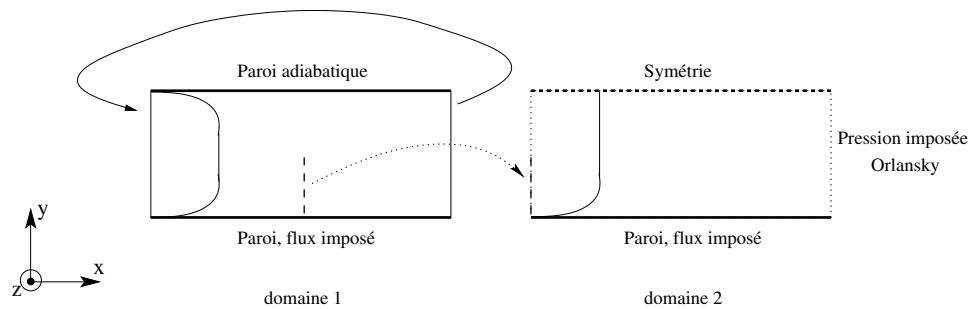 Paroi adiabatique
Symétrie
Pression imposée
Orlansky
y
x
z
Paroi, flux imposé
Paroi, flux imposé
domaine 1
domaine 2